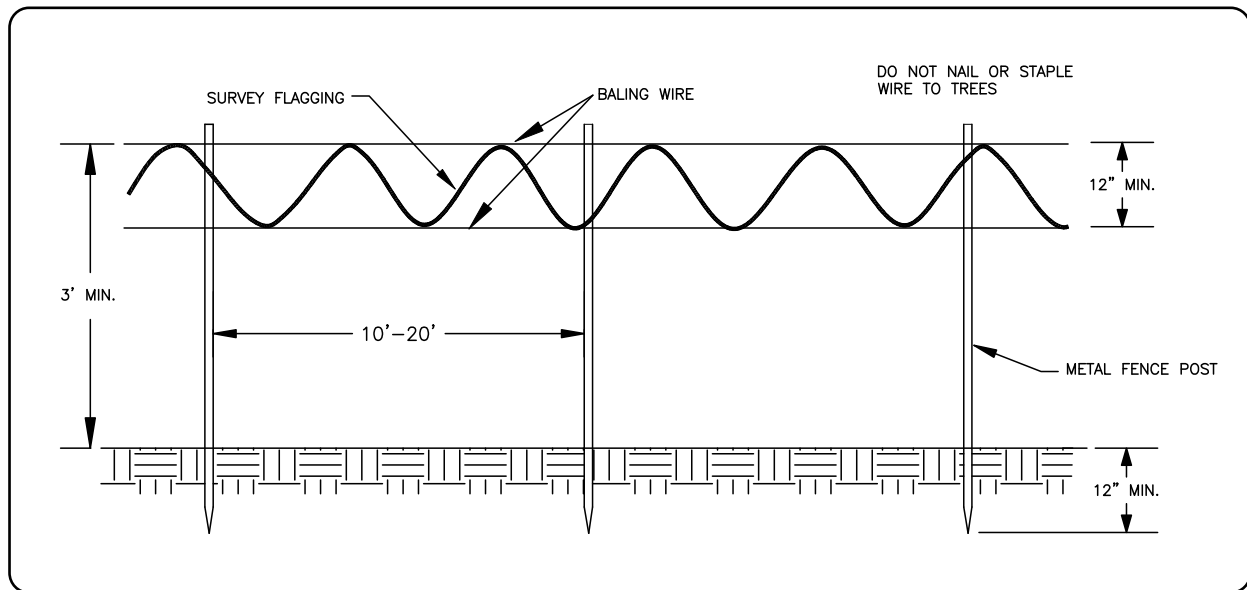 DO NOT NAIL OR STAPLE
WIRE TO TREES
SURVEY FLAGGING
BALING WIRE
12" MIN.
3' MIN.
10'-20'
METAL FENCE POST
12" MIN.